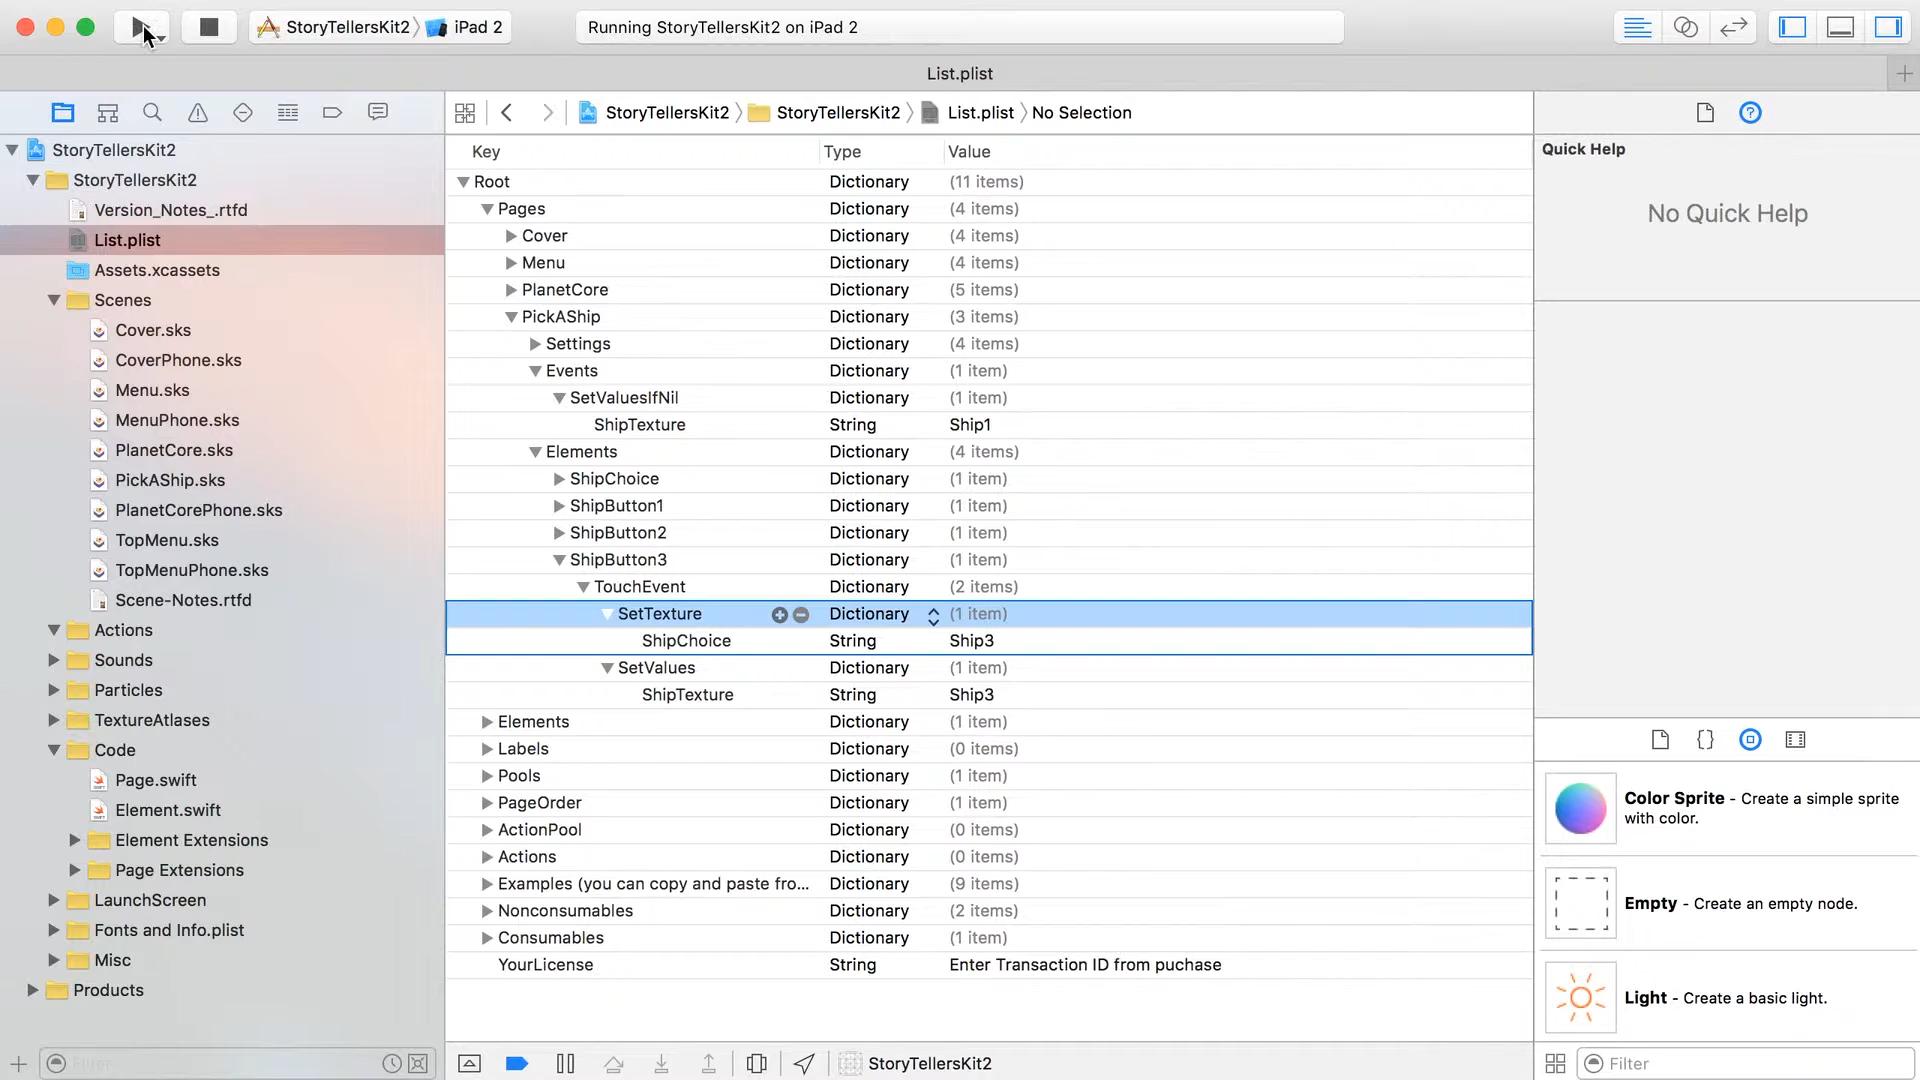 StoryTellersKit2 iPad 2
Running StoryTellersKit2 on iPad 2
List.plist
StoryTellersKit2 StoryTellersKit2 List.plist No Selection
StoryTellersKit2
StoryTellersKit2
Version_Notes_.rtfd
List.plist
Assets.xcassets
Scenes
Cover.sks
CoverPhone.sks
Menu.sks
MenuPhone.sks
PlanetCore.sks
PickAShip.sks
PlanetCorePhone.sks
TopMenu.sks
TopMenuPhone.sks
Scene-Notes.rtfd
Actions
Sounds
Particles
TextureAtlases
Code
Page.swift
Element.swift
Element Extensions
Page Extensions
LaunchScreen
Fonts and Info.plist
Misc
Products
Filter
Key Type Value
Root Dictionary (11 items)
Pages Dictionary (4 items)
Cover Dictionary (4 items)
Menu Dictionary (4 items)
PlanetCore Dictionary (5 items)
PickAShip Dictionary (3 items)
Settings Dictionary (4 items)
Events Dictionary (1 item)
SetValuesIfNil Dictionary (1 item)
ShipTexture String Ship1
Elements Dictionary (4 items)
ShipChoice Dictionary (1 item)
ShipButton1 Dictionary (1 item)
ShipButton2 Dictionary (1 item)
ShipButton3 Dictionary (1 item)
TouchEvent Dictionary (2 items)
SetTexture Dictionary (1 item)
ShipChoice String Ship3
SetValues Dictionary (1 item)
ShipTexture String Ship3
Elements Dictionary (1 item)
Labels Dictionary (0 items)
Pools Dictionary (1 item)
PageOrder Dictionary (1 item)
ActionPool Dictionary (0 items)
Actions Dictionary (0 items)
Examples (you can copy and paste fro... Dictionary (9 items)
Nonconsumables Dictionary (2 items)
Consumables Dictionary (1 item)
YourLicense String Enter Transaction ID from puchase
StoryTellersKit2
Quick Help
No Quick Help
{}
Color Sprite - Create a simple sprite
with color.
Empty - Create an empty node.
Light - Create a basic light.
Filter